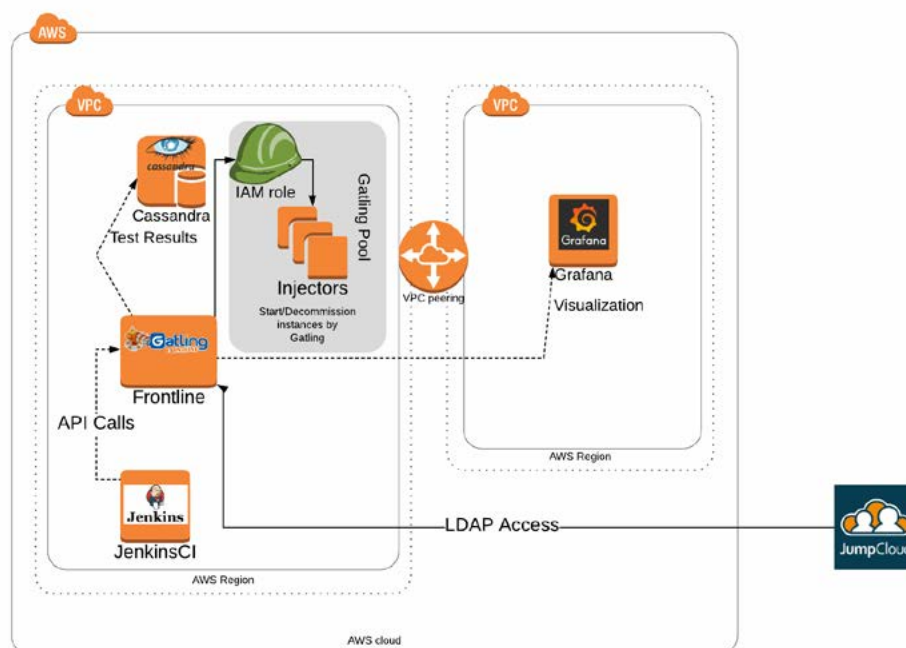 AWS
VPC
VPC
cassandra
Cassandra
Test Results
IAM role
Gatling Pool
Injectors
Start/Decommission
instances by
Gatling
VPC peering
Grafana
Grafana
Visualization
Gatling
Frontline
API Calls
AWS Region
Jenkins
JenkinsCI
AWS Region
LDAP Access
JumpCloud
AWS cloud